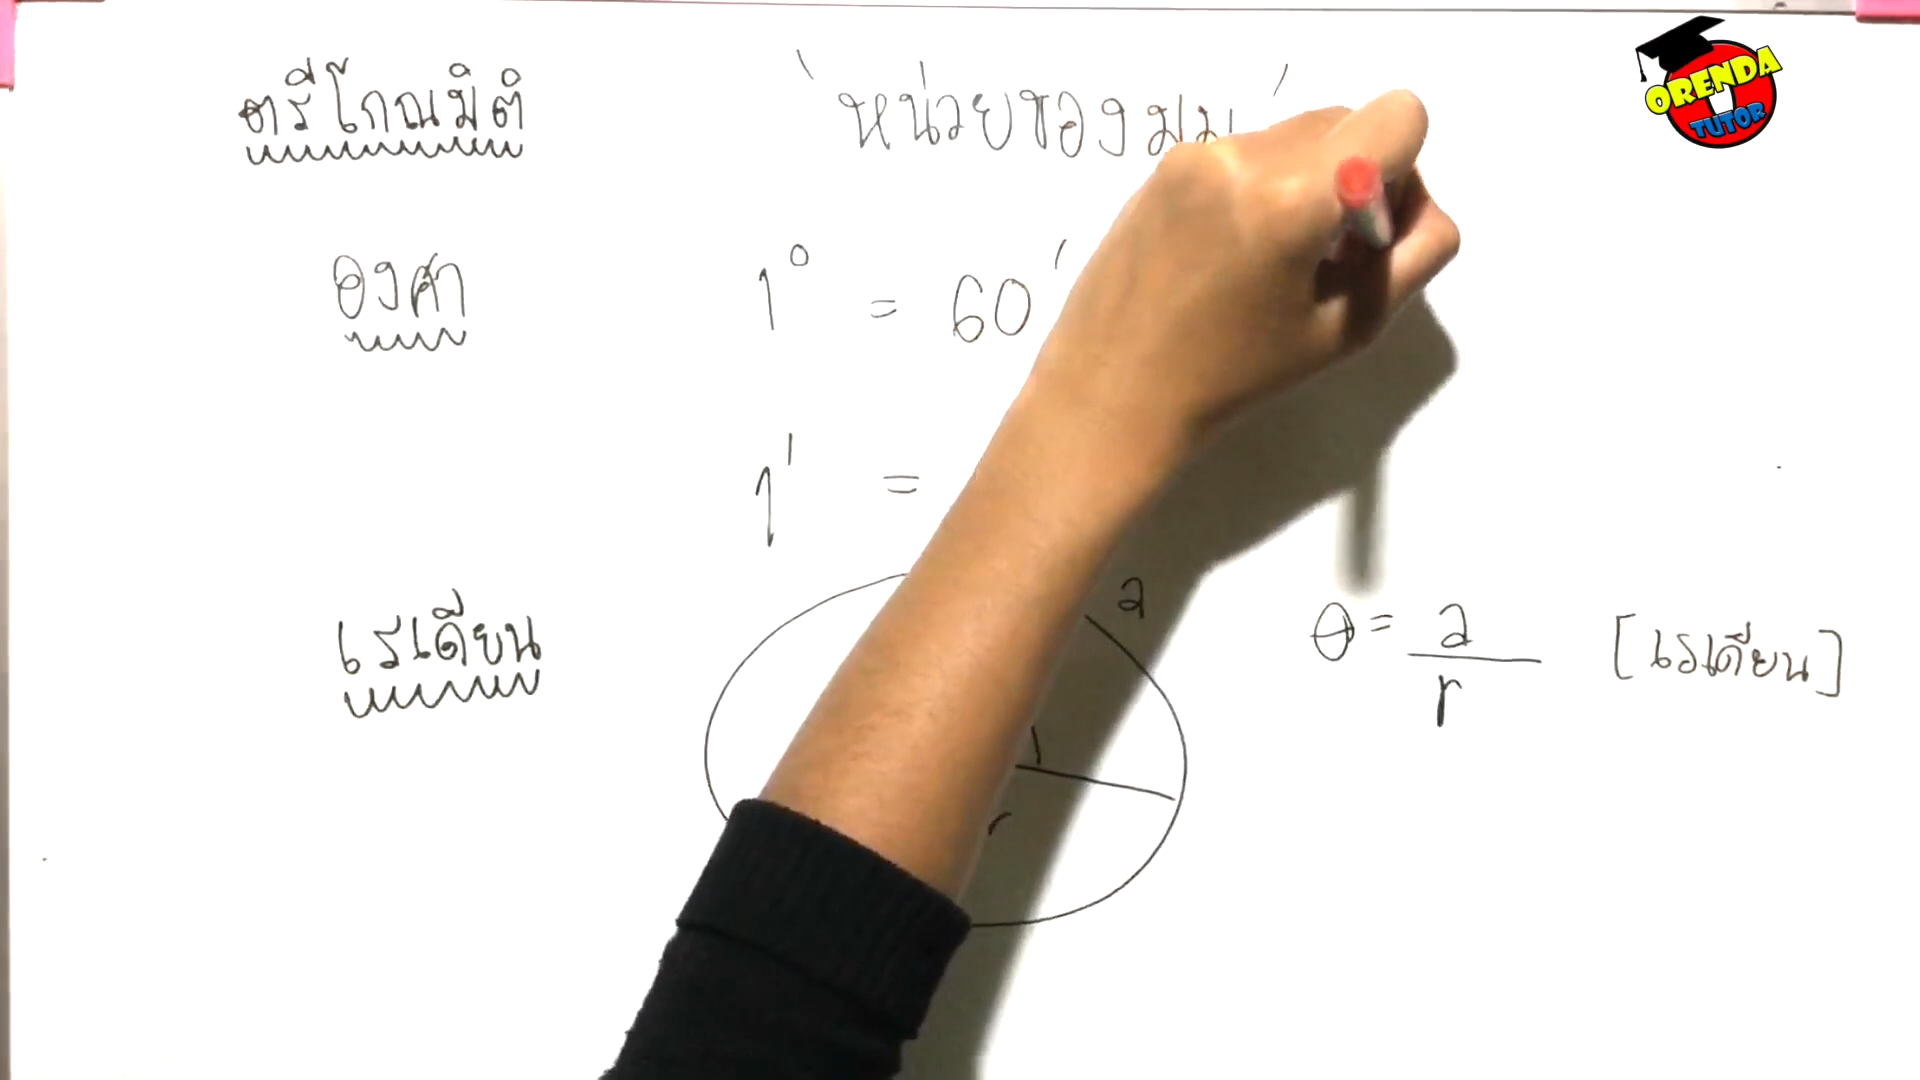 ตรีโกณมิติ
'หน่วยของมุม'
ORENDA
TUTOR
องศา
1° = 60'
1' =
เรเดียน
a
r
θ = a/r [เรเดียน]